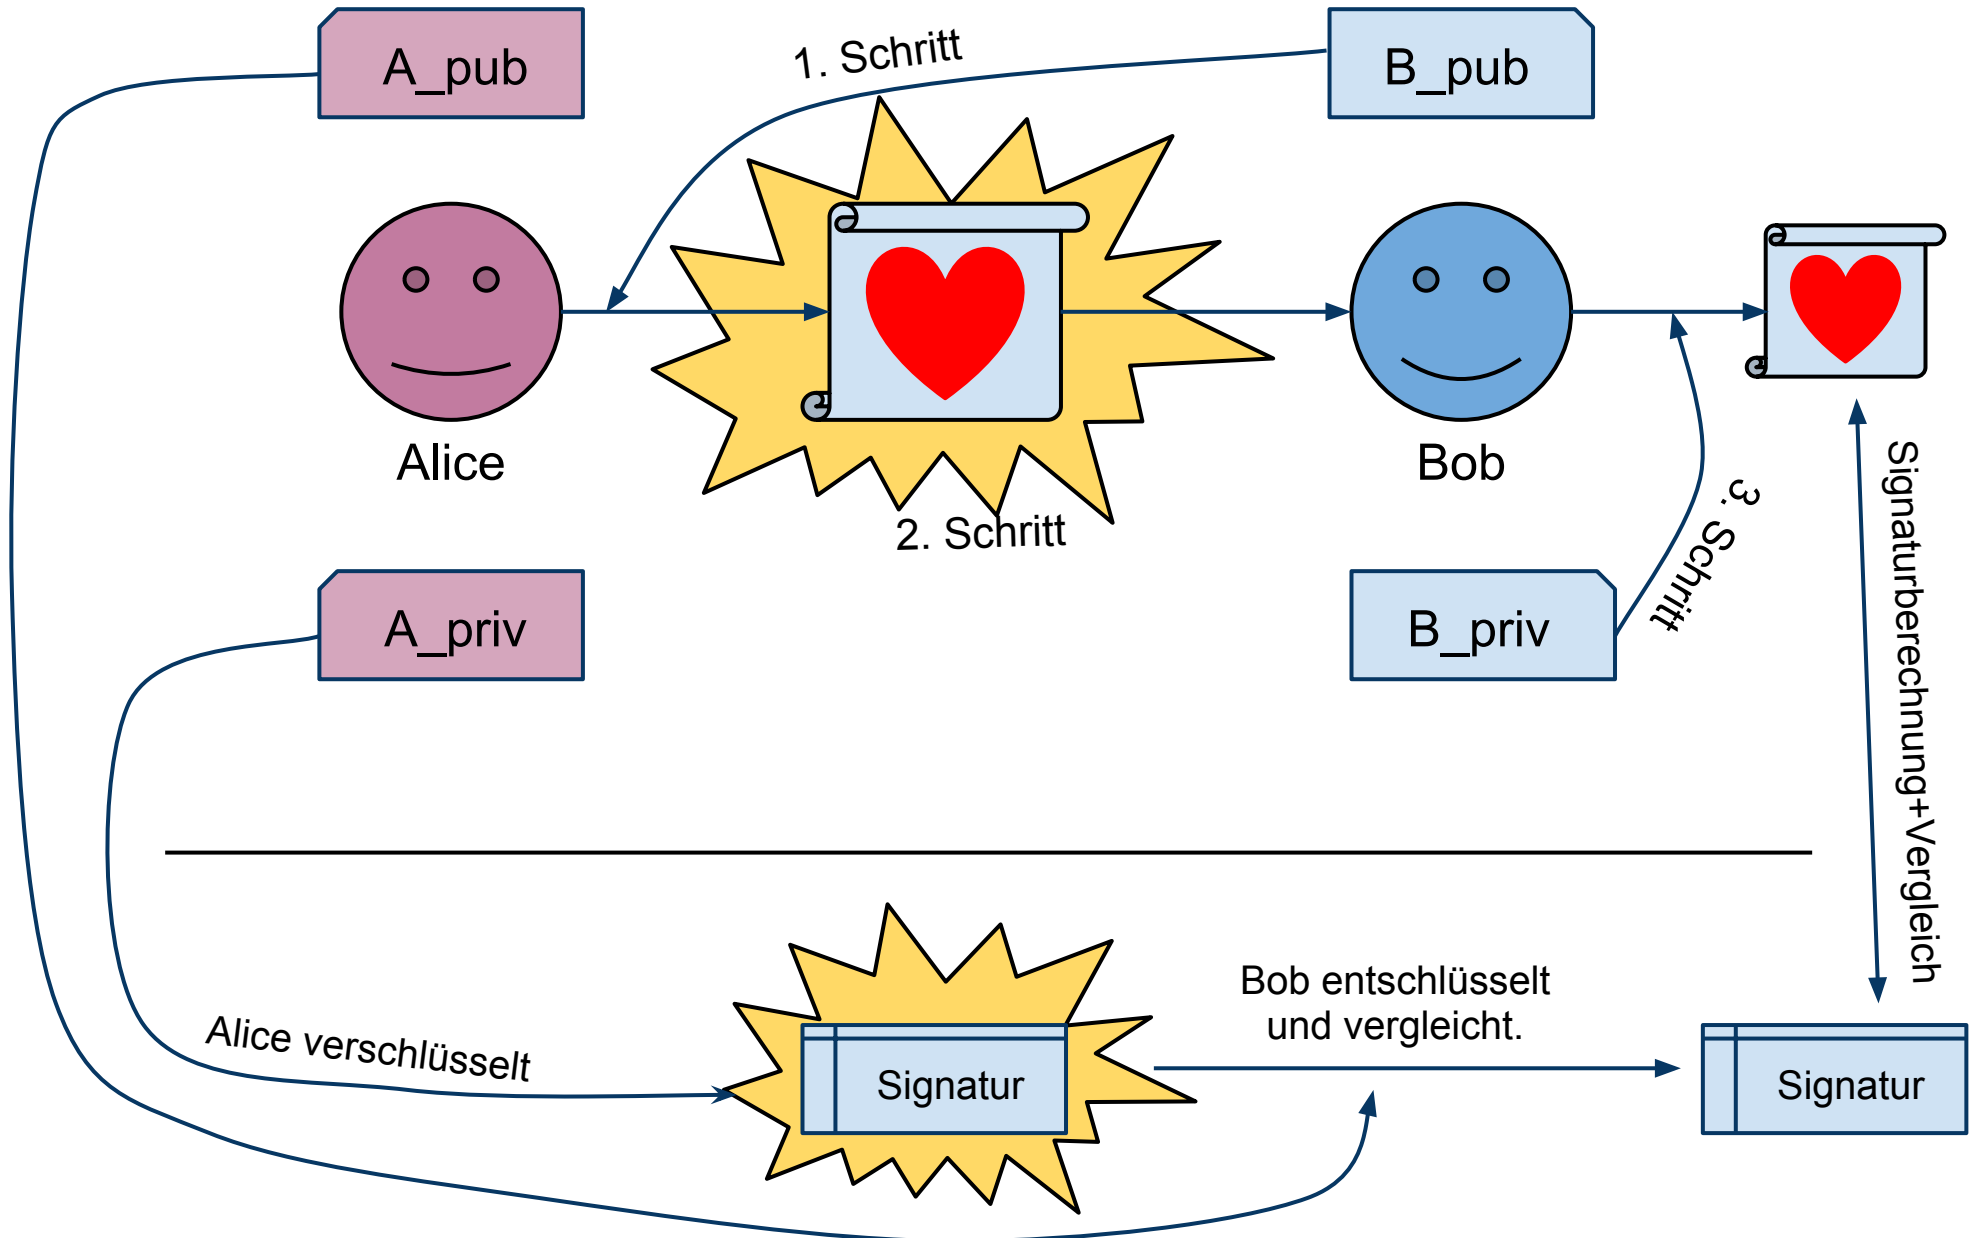 A_pub
1. Schritt
B_pub
Alice
Bob
2. Schritt
3. Schritt
A_priv
B_priv
Signaturberechnung+Vergleich
Alice verschlüsselt
Signatur
Bob entschlüsselt
und vergleicht.
Signatur